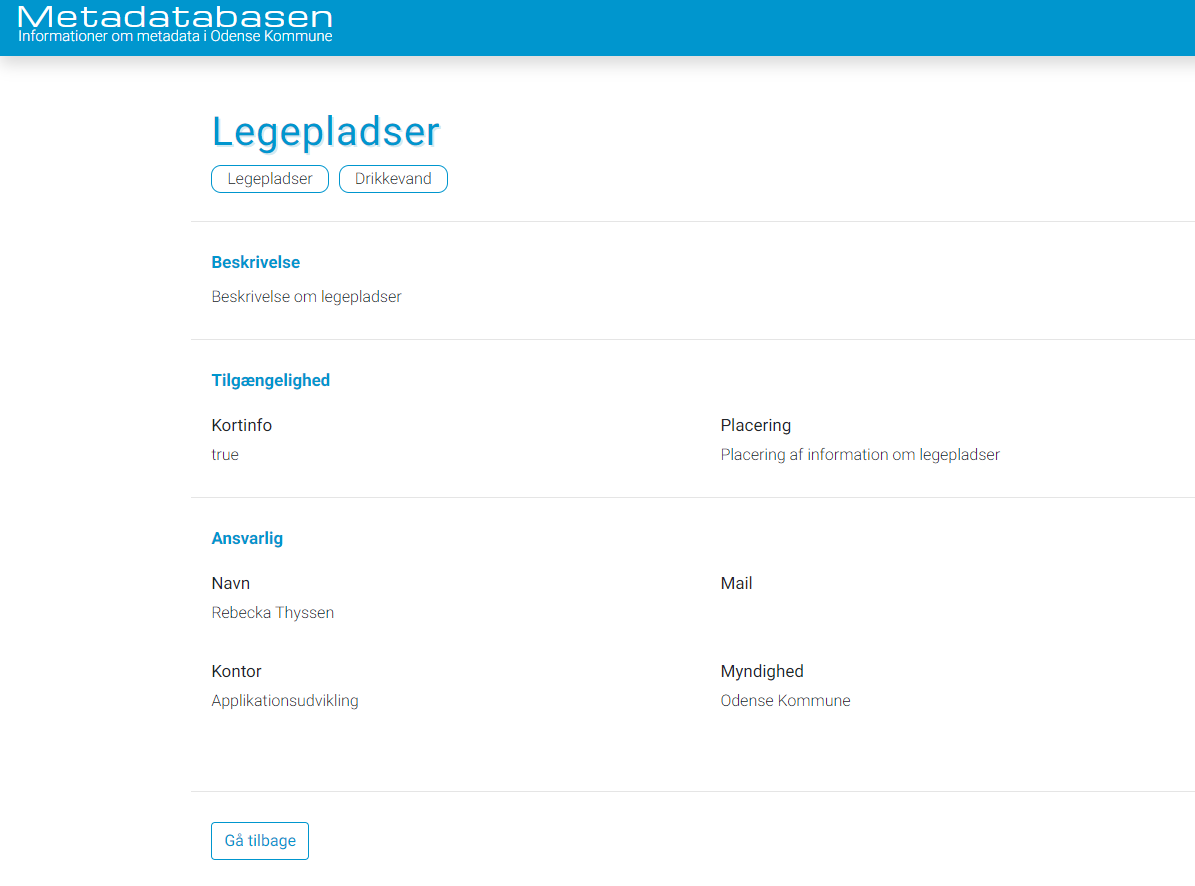 Metadatabasen
Informationer om metadata i Odense Kommune
Legepladser
Legepladser Drikkevand
Beskrivelse
Beskrivelse om legepladser
Tilgængelighed
Kortinfo Placering
true Placering af information om legepladser
Ansvarlig
Navn Mail
Rebecka Thyssen
Kontor Myndighed
Applikationsudvikling Odense Kommune
Gå tilbage